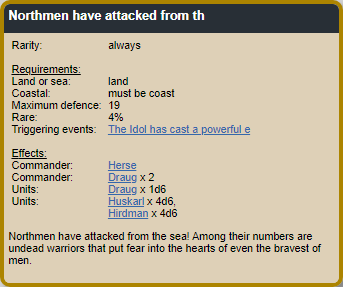 Northmen have attacked from th
Rarity: always
Requirements:
Land or sea: land
Coastal: must be coast
Maximum defence: 19
Rare: 4%
Triggering events: The Idol has cast a powerful e
Effects:
Commander: Herse
Commander: Draug x 2
Units: Draug x 1d6
Units: Huskarl x 4d6,
Hirdman x 4d6
Northmen have attacked from the sea! Among their numbers are
undead warriors that put fear into the hearts of even the bravest of
men.